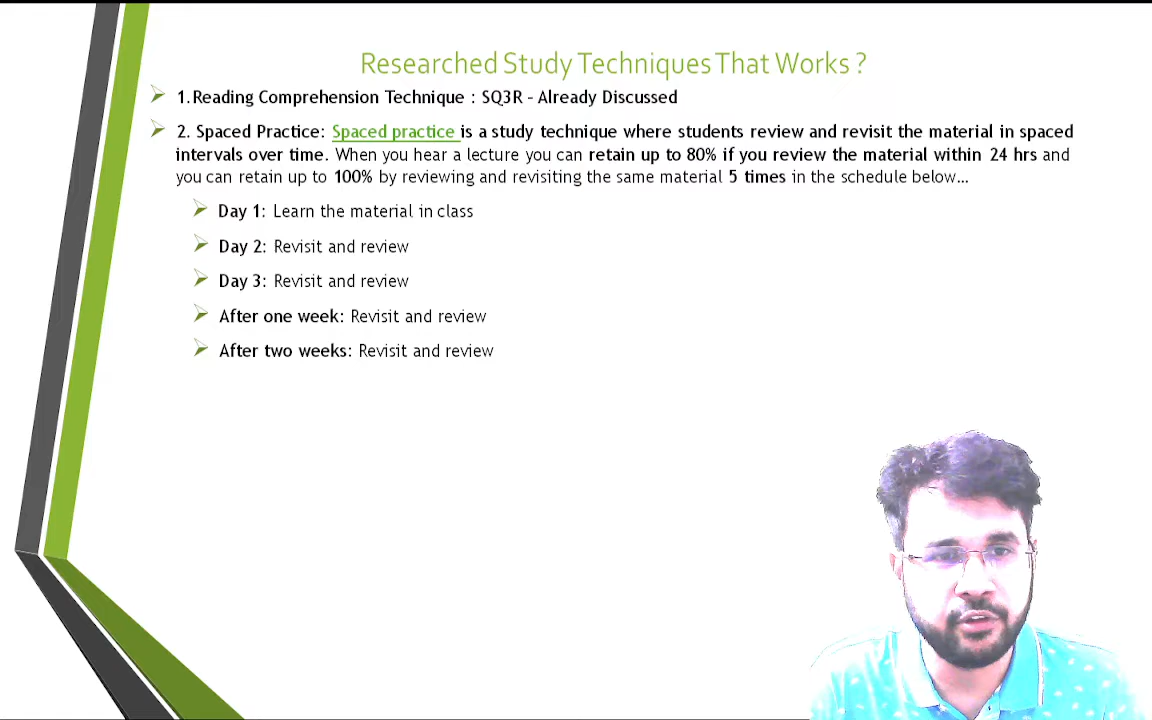 Researched Study Techniques That Works ?
1.Reading Comprehension Technique : SQ3R - Already Discussed
2. Spaced Practice: Spaced practice is a study technique where students review and revisit the material in spaced
intervals over time. When you hear a lecture you can retain up to 80% if you review the material within 24 hrs and
you can retain up to 100% by reviewing and revisiting the same material 5 times in the schedule below…
Day 1: Learn the material in class
Day 2: Revisit and review
Day 3: Revisit and review
After one week: Revisit and review
After two weeks: Revisit and review